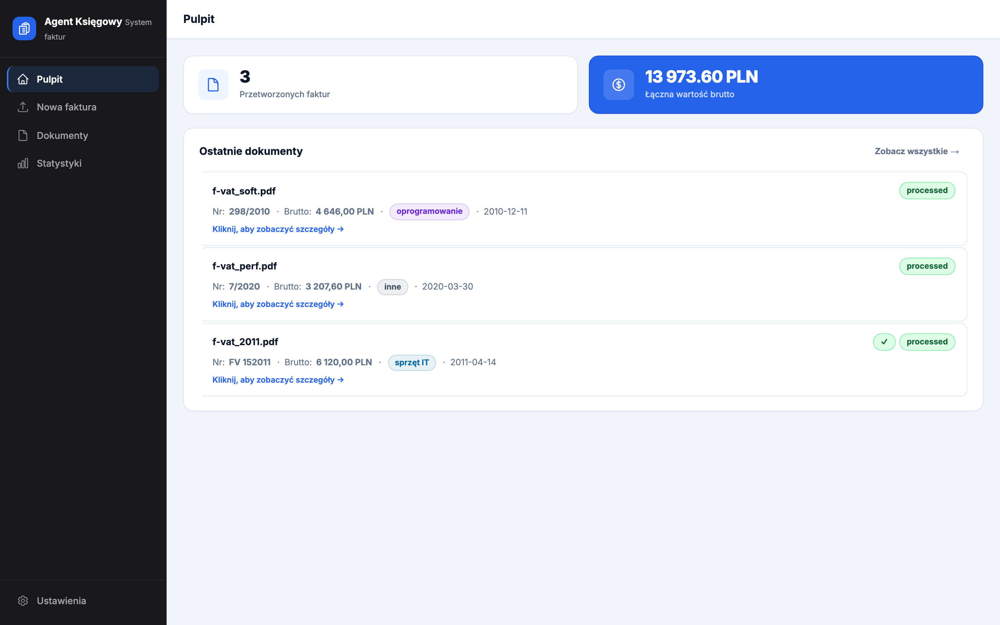 Agent Księgowy System
faktur
Pulpit
Nowa faktura
Dokumenty
Statystyki
Ustawienia
Pulpit
3
Przetworzonych faktur
13 973.60 PLN
Łączna wartość brutto
Ostatnie dokumenty
Zobacz wszystkie →
f-vat_soft.pdf
processed
Nr: 298/2010 · Brutto: 4 646,00 PLN · oprogramowanie · 2010-12-11
Kliknij, aby zobaczyć szczegóły →
f-vat_perf.pdf
processed
Nr: 7/2020 · Brutto: 3 207,60 PLN · inne · 2020-03-30
Kliknij, aby zobaczyć szczegóły →
f-vat_2011.pdf
✓ processed
Nr: FV 152011 · Brutto: 6 120,00 PLN · sprzęt IT · 2011-04-14
Kliknij, aby zobaczyć szczegóły →